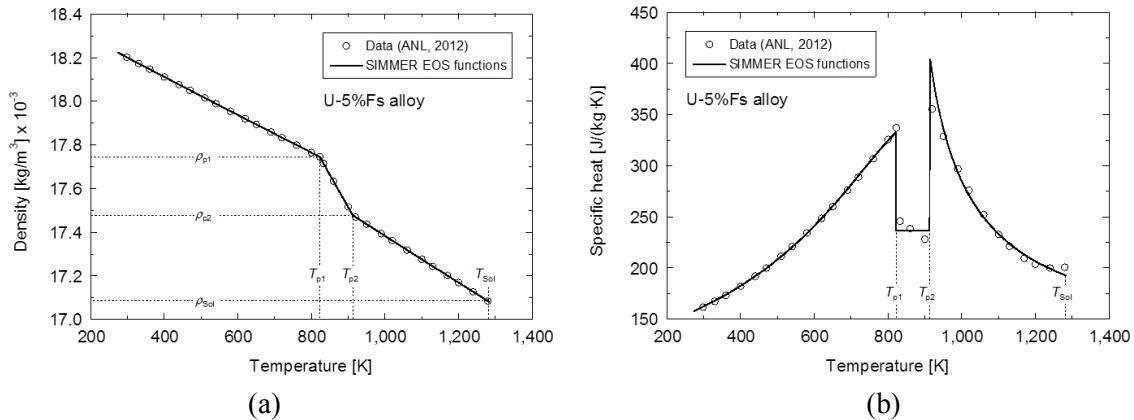 18.4
18.2
18.0
17.8
17.6
17.4
17.2
17.0
Density [kg/m³] x 10⁻³
Data (ANL, 2012)
SIMMER EOS functions
U-5%Fs alloy
ρp1
ρp2
ρSol
Tp1
Tp2
TSol
200
400
600
800
1,000
1,200
1,400
Temperature [K]
(a)
450
400
350
300
250
200
150
Specific heat [J/(kg·K)]
Data (ANL, 2012)
SIMMER EOS functions
U-5%Fs alloy
Tp1
Tp2
TSol
200
400
600
800
1,000
1,200
1,400
Temperature [K]
(b)